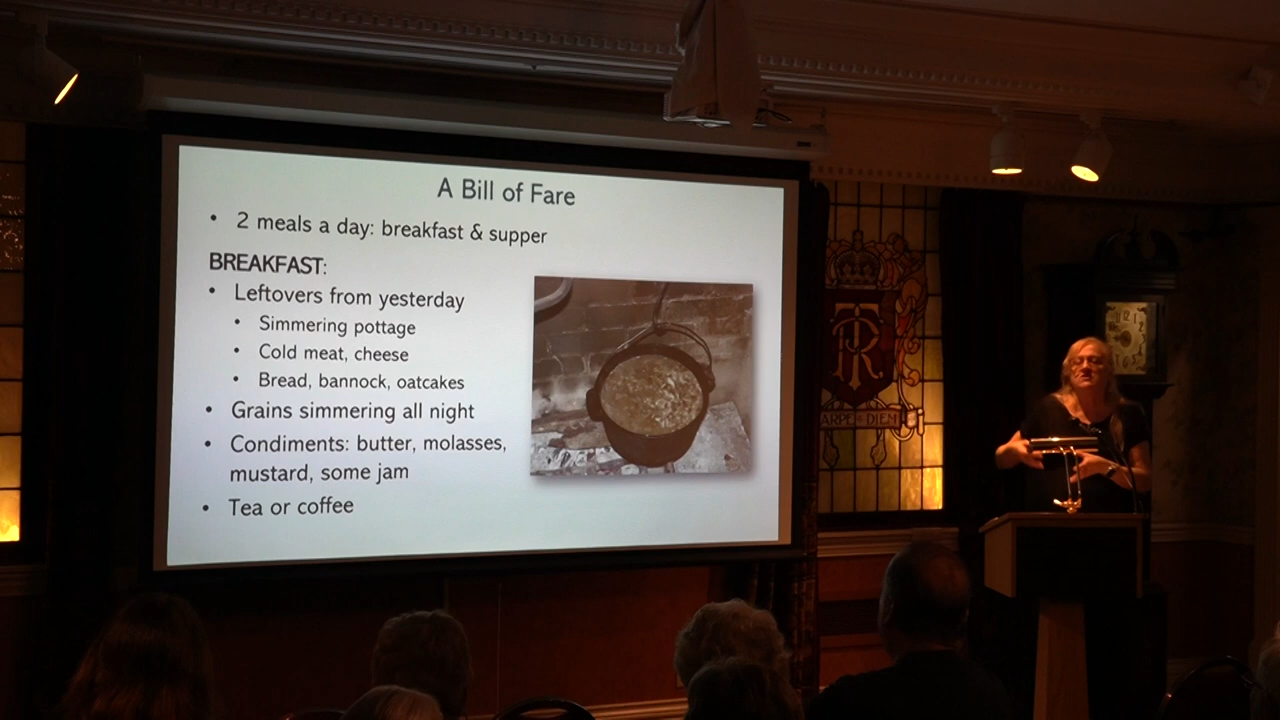 A Bill of Fare
• 2 meals a day: breakfast & supper
BREAKFAST:
• Leftovers from yesterday
• Simmering pottage
• Cold meat, cheese
• Bread, bannock, oatcakes
• Grains simmering all night
• Condiments: butter, molasses,
mustard, some jam
• Tea or coffee
ARPE DIEM